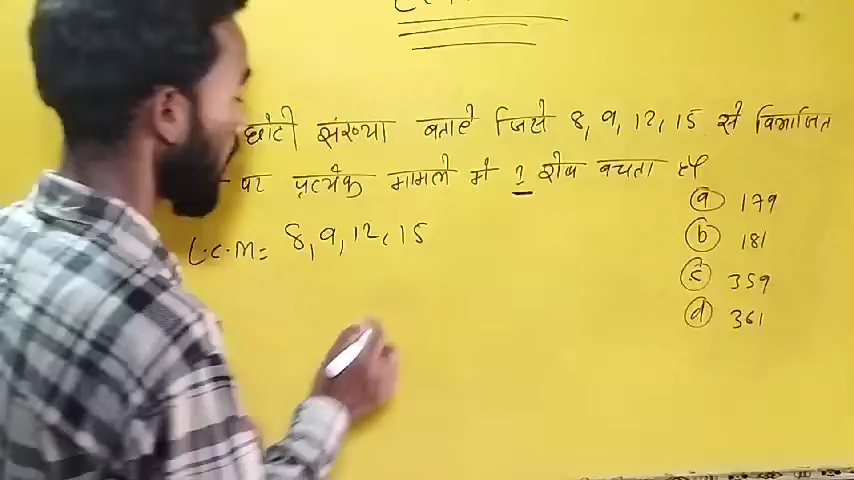 छोटी संख्या बताहे जिसे 8, 9, 12, 15 से विभाजित
पर प्रत्येक मामले में 1 शेष बचता है
(a) 179
(b) 181
(c) 359
(d) 361
L.C.M= 8, 9, 12, 15